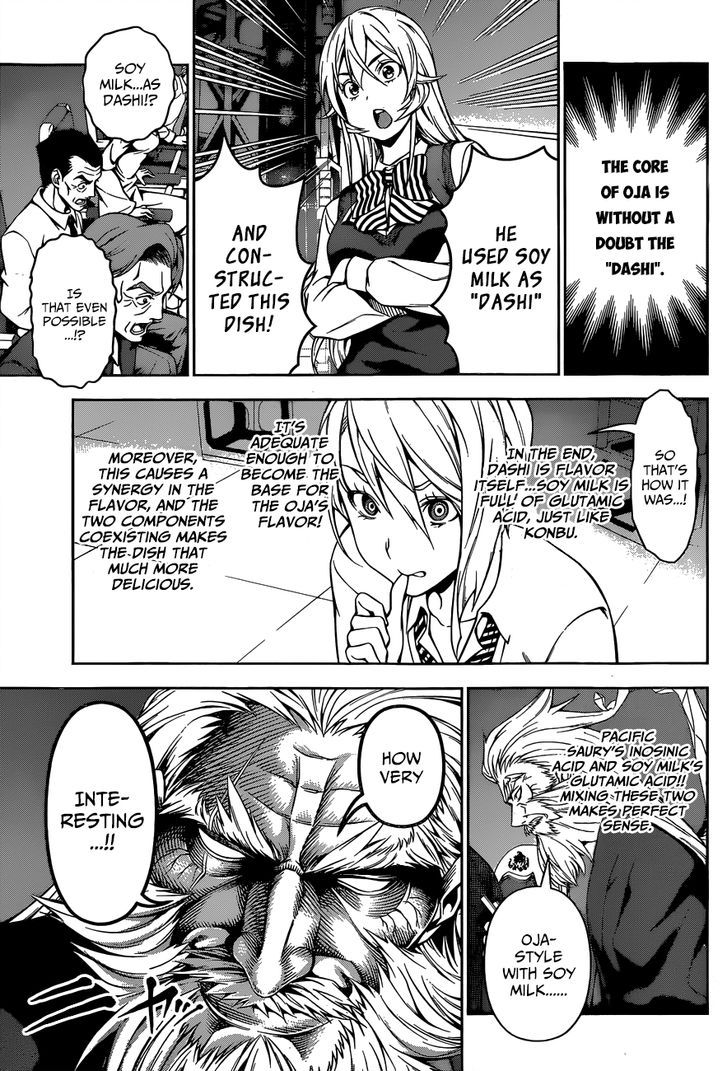 THE CORE
OF OJA IS
WITHOUT A
DOUBT THE
"DASHI".
HE
USED SOY
MILK AS
"DASHI"
AND
CON-
STRUC-
TED THIS
DISH!
SOY
MILK...AS
DASHI!?
IS
THAT EVEN
POSSIBLE
...!?
SO
THAT'S
HOW IT
WAS...!
IN THE END,
DASHI IS FLAVOR
ITSELF...SOY MILK IS
FULL OF GLUTAMIC
ACID, JUST LIKE
KONBU.
IT'S
ADEQUATE
ENOUGH TO
BECOME THE
BASE FOR
THE OJA'S
FLAVOR!
MOREOVER,
THIS CAUSES A
SYNERGY IN THE
FLAVOR, AND THE
TWO COMPONENTS
COEXISTING MAKES
THE DISH THAT
MUCH MORE
DELICIOUS.
PACIFIC
SAURY'S INOSINIC
ACID AND SOY MILK'S
GLUTAMIC ACID!!
MIXING THESE TWO
MAKES PERFECT
SENSE.
OJA-
STYLE
WITH SOY
MILK......
HOW
VERY
INTE-
RESTING
...!!
ニヤッ